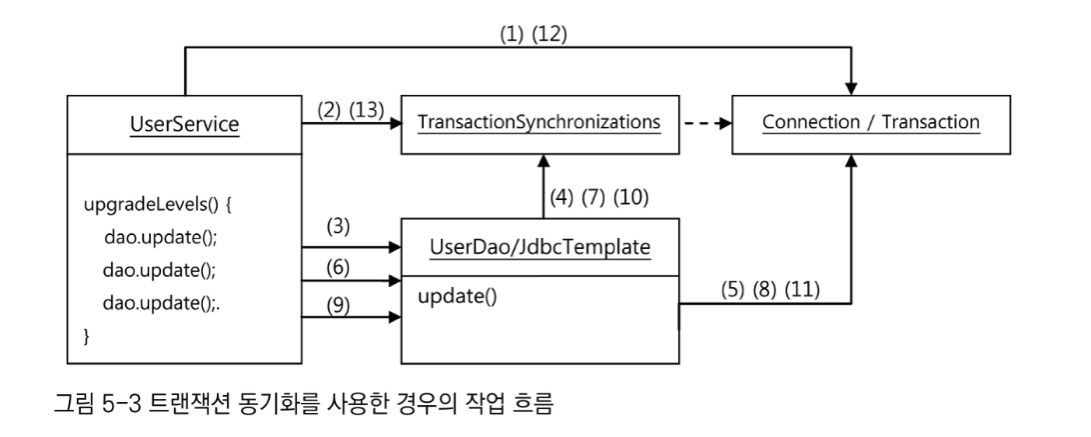 (1) (12)
UserService
(2) (13)
TransactionSynchronizations
Connection / Transaction
upgradeLevels() {
dao.update();
dao.update();
dao.update();.
}
(3)
(6)
(9)
(4) (7) (10)
UserDao/JdbcTemplate
update()
(5) (8) (11)
그림 5-3 트랜잭션 동기화를 사용한 경우의 작업 흐름